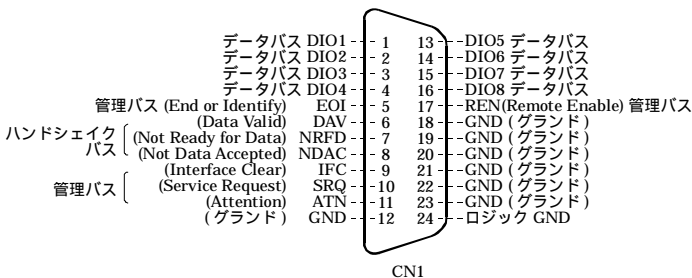 データバス DIO1 1 13 DIO5 データバス
データバス DIO2 2 14 DIO6 データバス
データバス DIO3 3 15 DIO7 データバス
データバス DIO4 4 16 DIO8 データバス
管理バス (End or Identify) EOI 5 17 REN(Remote Enable) 管理バス
(Data Valid) DAV 6 18 GND (グランド)
ハンドシェイクバス (Not Ready for Data) NRFD 7 19 GND (グランド)
(Not Data Accepted) NDAC 8 20 GND (グランド)
(Interface Clear) IFC 9 21 GND (グランド)
管理バス (Service Request) SRQ 10 22 GND (グランド)
(Attention) ATN 11 23 GND (グランド)
(グランド) GND 12 24 ロジック GND
CN1